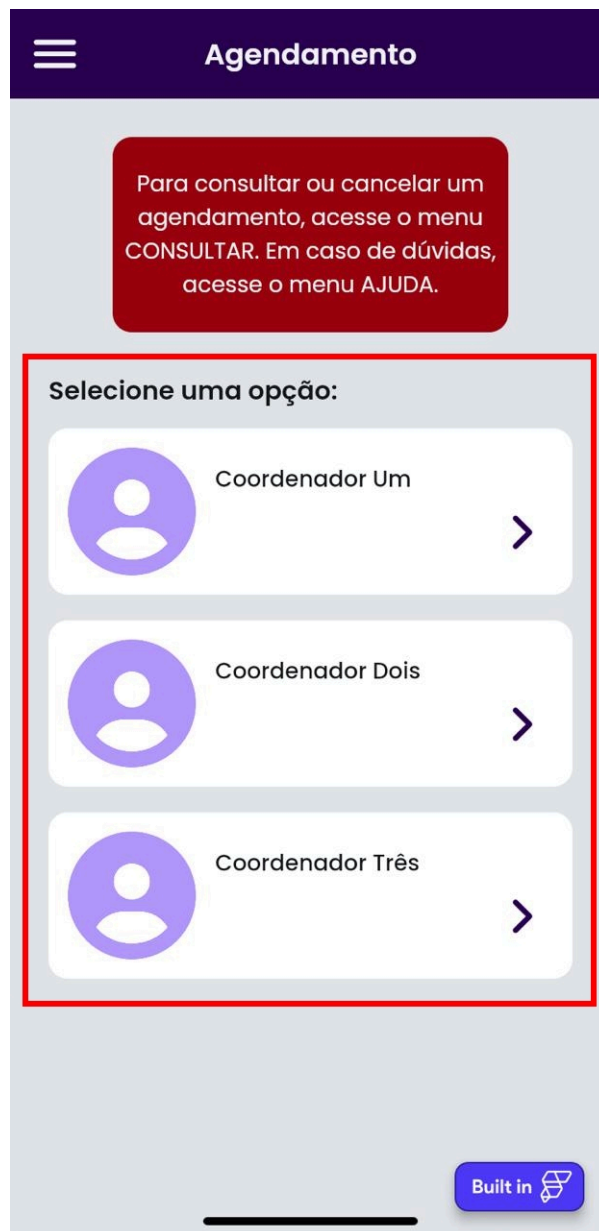 Agendamento
Para consultar ou cancelar um
agendamento, acesse o menu
CONSULTAR. Em caso de dúvidas,
acesse o menu AJUDA.
Selecione uma opção:
Coordenador Um
Coordenador Dois
Coordenador Três
Built in